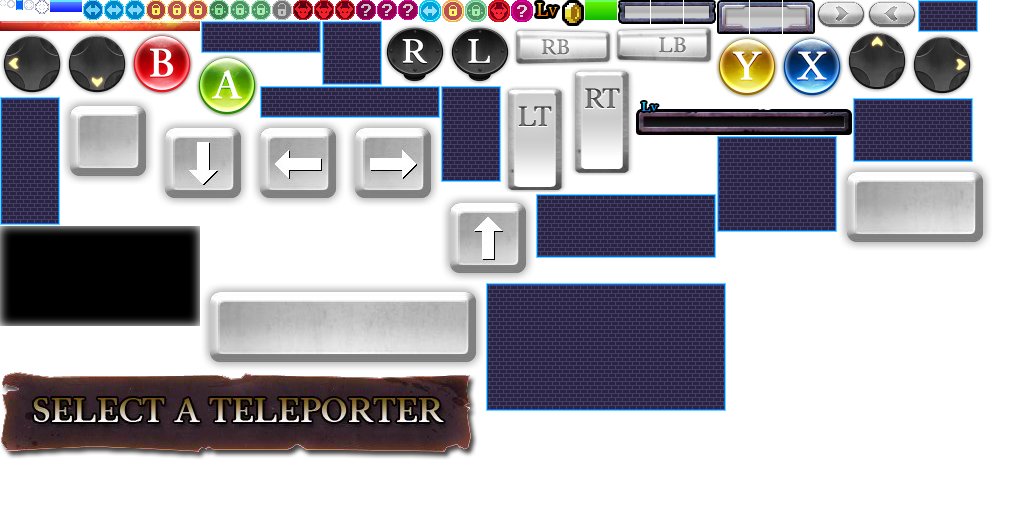 ? ? ? ? ?
Lv
B
A
R L
RB LB
Y X
LT
RT
Lv
SELECT A TELEPORTER